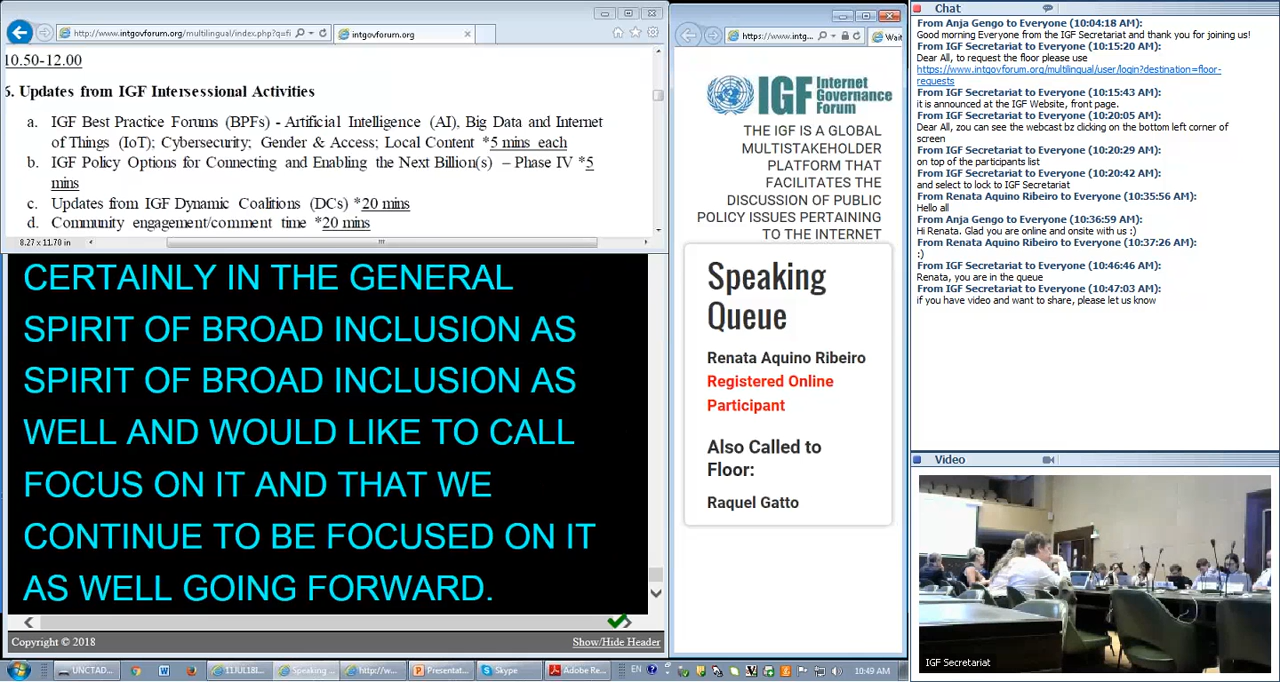 http://www.intgovforum.org/multilingual/index.php?q=fi
intgovforum.org
10.50-12.00
6. Updates from IGF Intersessional Activities
a. IGF Best Practice Forums (BPFs) - Artificial Intelligence (AI), Big Data and Internet
of Things (IoT); Cybersecurity; Gender & Access; Local Content *5 mins each
b. IGF Policy Options for Connecting and Enabling the Next Billion(s) – Phase IV *5
mins
c. Updates from IGF Dynamic Coalitions (DCs) *20 mins
d. Community engagement/comment time *20 mins
8.27 x 11.70 in
CERTAINLY IN THE GENERAL
SPIRIT OF BROAD INCLUSION AS
SPIRIT OF BROAD INCLUSION AS
WELL AND WOULD LIKE TO CALL
FOCUS ON IT AND THAT WE
CONTINUE TO BE FOCUSED ON IT
AS WELL GOING FORWARD.
Copyright © 2018
Show/Hide Header
https://www.intg...
Wait
IGF Internet
Governance
Forum
THE IGF IS A GLOBAL
MULTISTAKEHOLDER
PLATFORM THAT
FACILITATES THE
DISCUSSION OF PUBLIC
POLICY ISSUES PERTAINING
TO THE INTERNET
Speaking
Queue
Renata Aquino Ribeiro
Registered Online
Participant
Also Called to
Floor:
Raquel Gatto
Chat
From Anja Gengo to Everyone (10:04:18 AM):
Good morning Everyone from the IGF Secretariat and thank you for joining us!
From IGF Secretariat to Everyone (10:15:20 AM):
Dear All, to request the floor please use
https://www.intgovforum.org/multilingual/user/login?destination=floor-
requests
From IGF Secretariat to Everyone (10:15:43 AM):
it is announced at the IGF Website, front page.
From IGF Secretariat to Everyone (10:20:05 AM):
Dear All, zou can see the webcast bz clicking on the bottom left corner of
screen
From IGF Secretariat to Everyone (10:20:29 AM):
on top of the participants list
From IGF Secretariat to Everyone (10:20:42 AM):
and select to lock to IGF Secretariat
From Renata Aquino Ribeiro to Everyone (10:35:56 AM):
Hello all
From Anja Gengo to Everyone (10:36:59 AM):
Hi Renata. Glad you are online and onsite with us :)
From Renata Aquino Ribeiro to Everyone (10:37:26 AM):
:)
From IGF Secretariat to Everyone (10:46:46 AM):
Renata, you are in the queue
From IGF Secretariat to Everyone (10:47:03 AM):
if you have video and want to share, please let us know
Video
IGF Secretariat
UNCTAD...
11JUL18I...
Speaking ...
http://w...
Presentat...
Skype
Adobe Re...
EN
10:49 AM